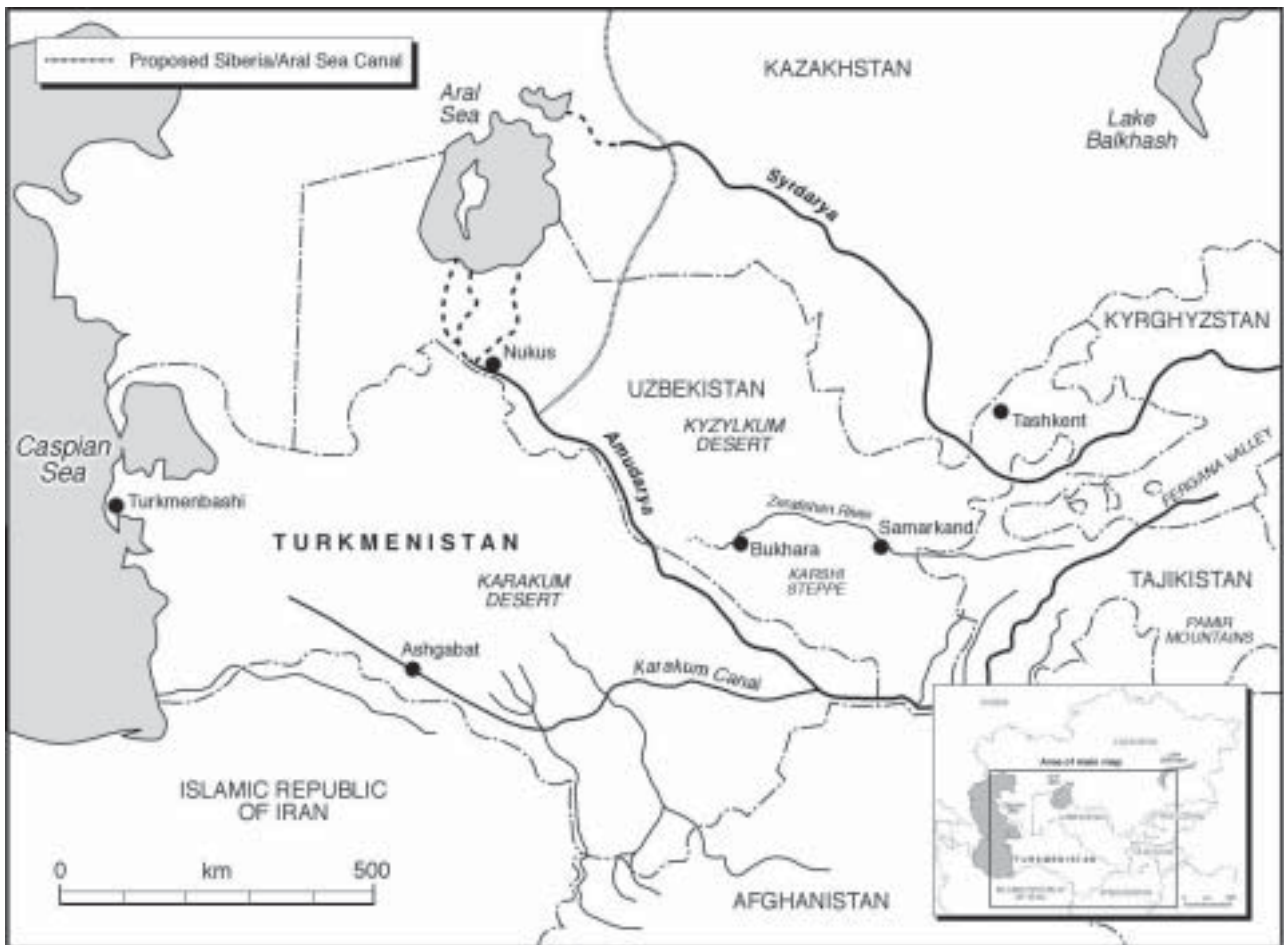 Proposed Siberia/Aral Sea Canal
KAZAKHSTAN
Aral
Sea
Lake
Balkhash
Syrdarya
KYRGHYZSTAN
Nukus
UZBEKISTAN
Tashkent
KYZYLKUM
DESERT
Caspian
Sea
Amudarya
FERGANA VALLEY
Turkmenbashi
Samarkand
Bukhara
TURKMENISTAN
KARSHI
STEPPE
TAJIKISTAN
KARAKUM
DESERT
PAMIR
MOUNTAINS
Ashgabat
Karakum Canal
Area of main map
ISLAMIC REPUBLIC
OF IRAN
TURKMENISTAN
0 km 500
AFGHANISTAN